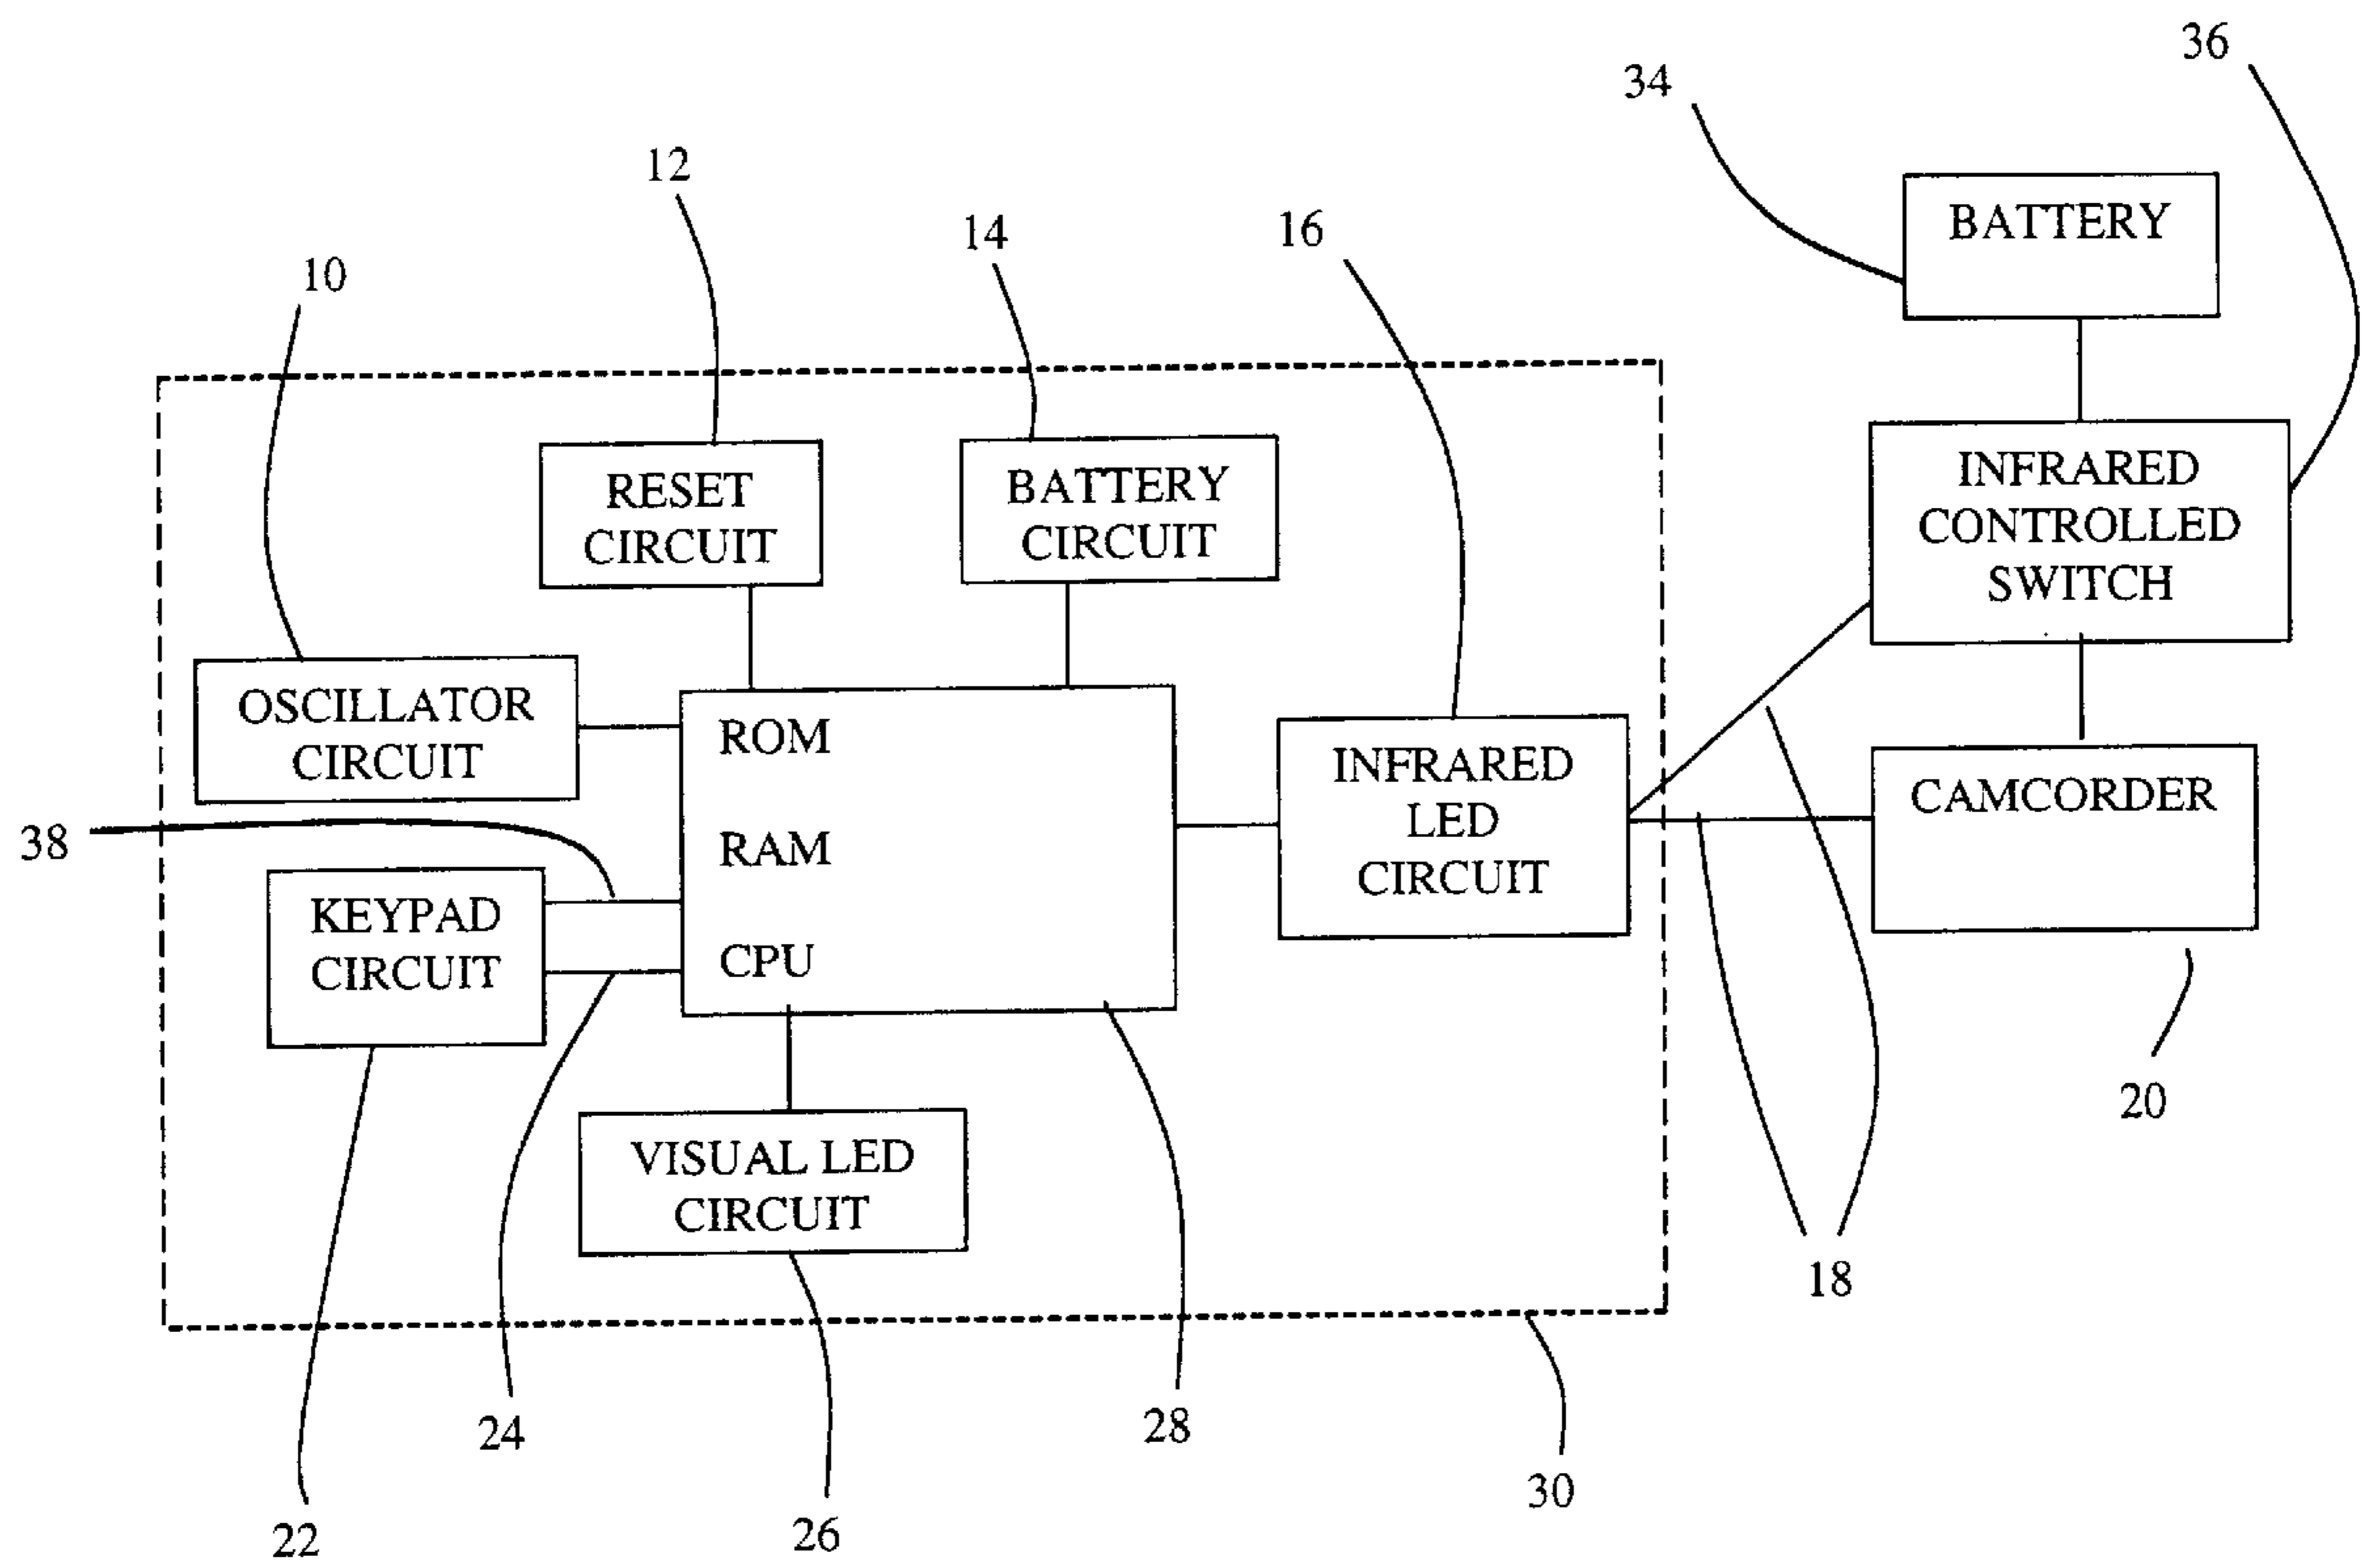 36
34
12
14
16
BATTERY
10
RESET
CIRCUIT
BATTERY
CIRCUIT
INFRARED
CONTROLLED
SWITCH
OSCILLATOR
CIRCUIT
ROM
RAM
CPU
INFRARED
LED
CIRCUIT
CAMCORDER
38
KEYPAD
CIRCUIT
VISUAL LED
CIRCUIT
20
18
24
28
30
22
26